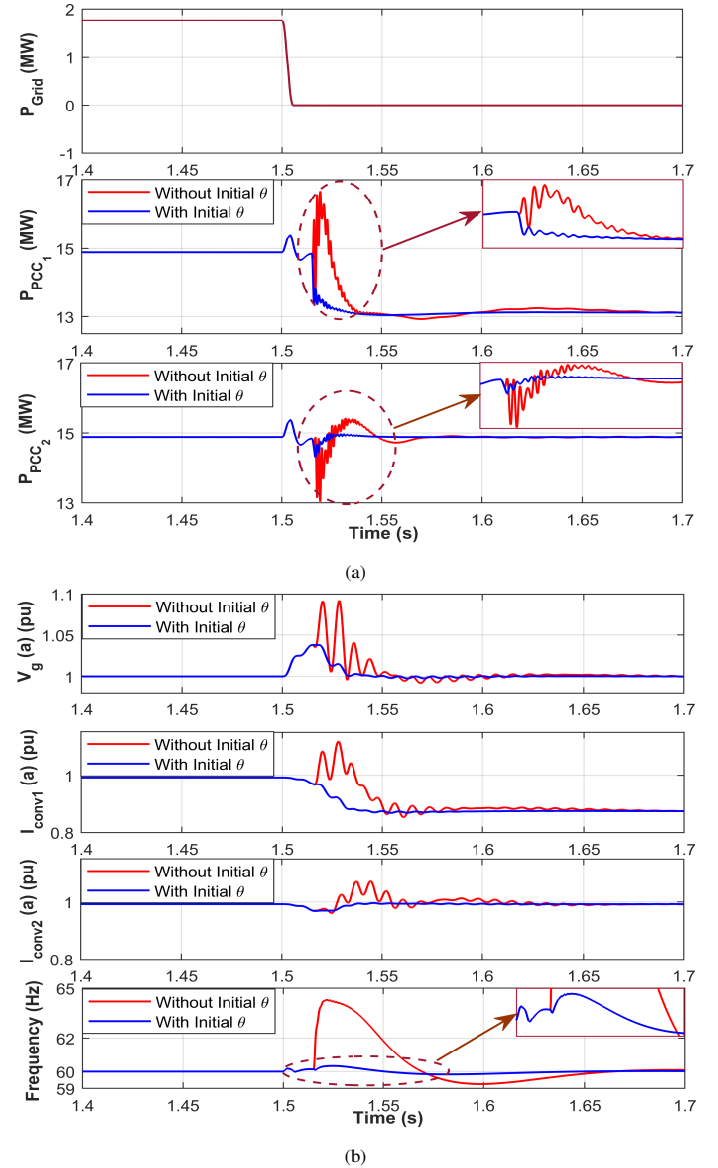 P_Grid (MW)
2
1
0
-1
1.4 1.45 1.5 1.55 1.6 1.65 1.7
P_PCC_1 (MW)
17
15
13
Without Initial θ
With Initial θ
1.4 1.45 1.5 1.55 1.6 1.65 1.7
P_PCC_2 (MW)
17
15
13
Without Initial θ
With Initial θ
1.4 1.45 1.5 1.55 1.6 1.65 1.7
Time (s)
(a)
V_g (a) (pu)
1.1
1.05
1
Without Initial θ
With Initial θ
1.4 1.45 1.5 1.55 1.6 1.65 1.7
I_conv1 (a) (pu)
1
0.8
Without Initial θ
With Initial θ
1.4 1.45 1.5 1.55 1.6 1.65 1.7
I_conv2 (a) (pu)
1
0.8
Without Initial θ
With Initial θ
1.4 1.45 1.5 1.55 1.6 1.65 1.7
Frequency (Hz)
65
62
60
59
Without Initial θ
With Initial θ
1.4 1.45 1.5 1.55 1.6 1.65 1.7
Time (s)
(b)